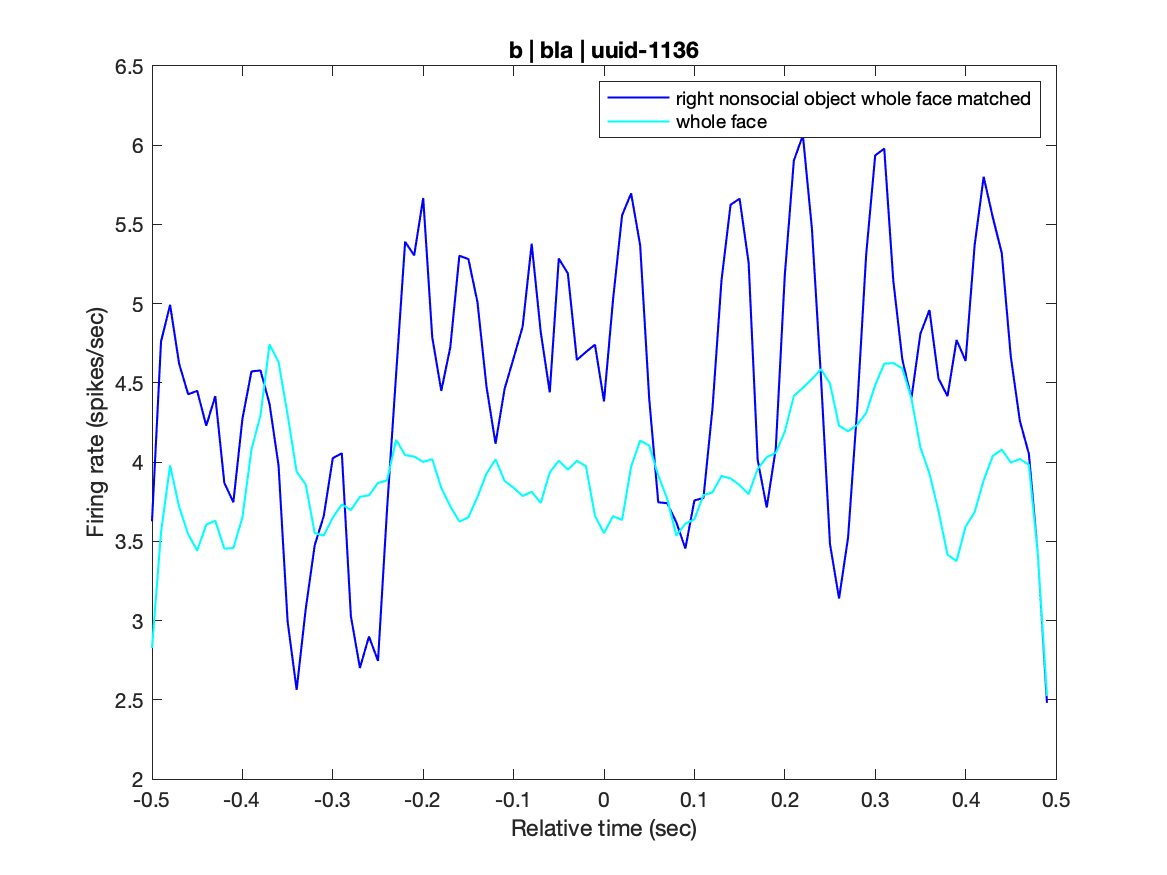 b | bla | uuid-1136
right nonsocial object whole face matched
whole face
Firing rate (spikes/sec)
6.5
6
5.5
5
4.5
4
3.5
3
2.5
2
-0.5 -0.4 -0.3 -0.2 -0.1 0 0.1 0.2 0.3 0.4 0.5
Relative time (sec)